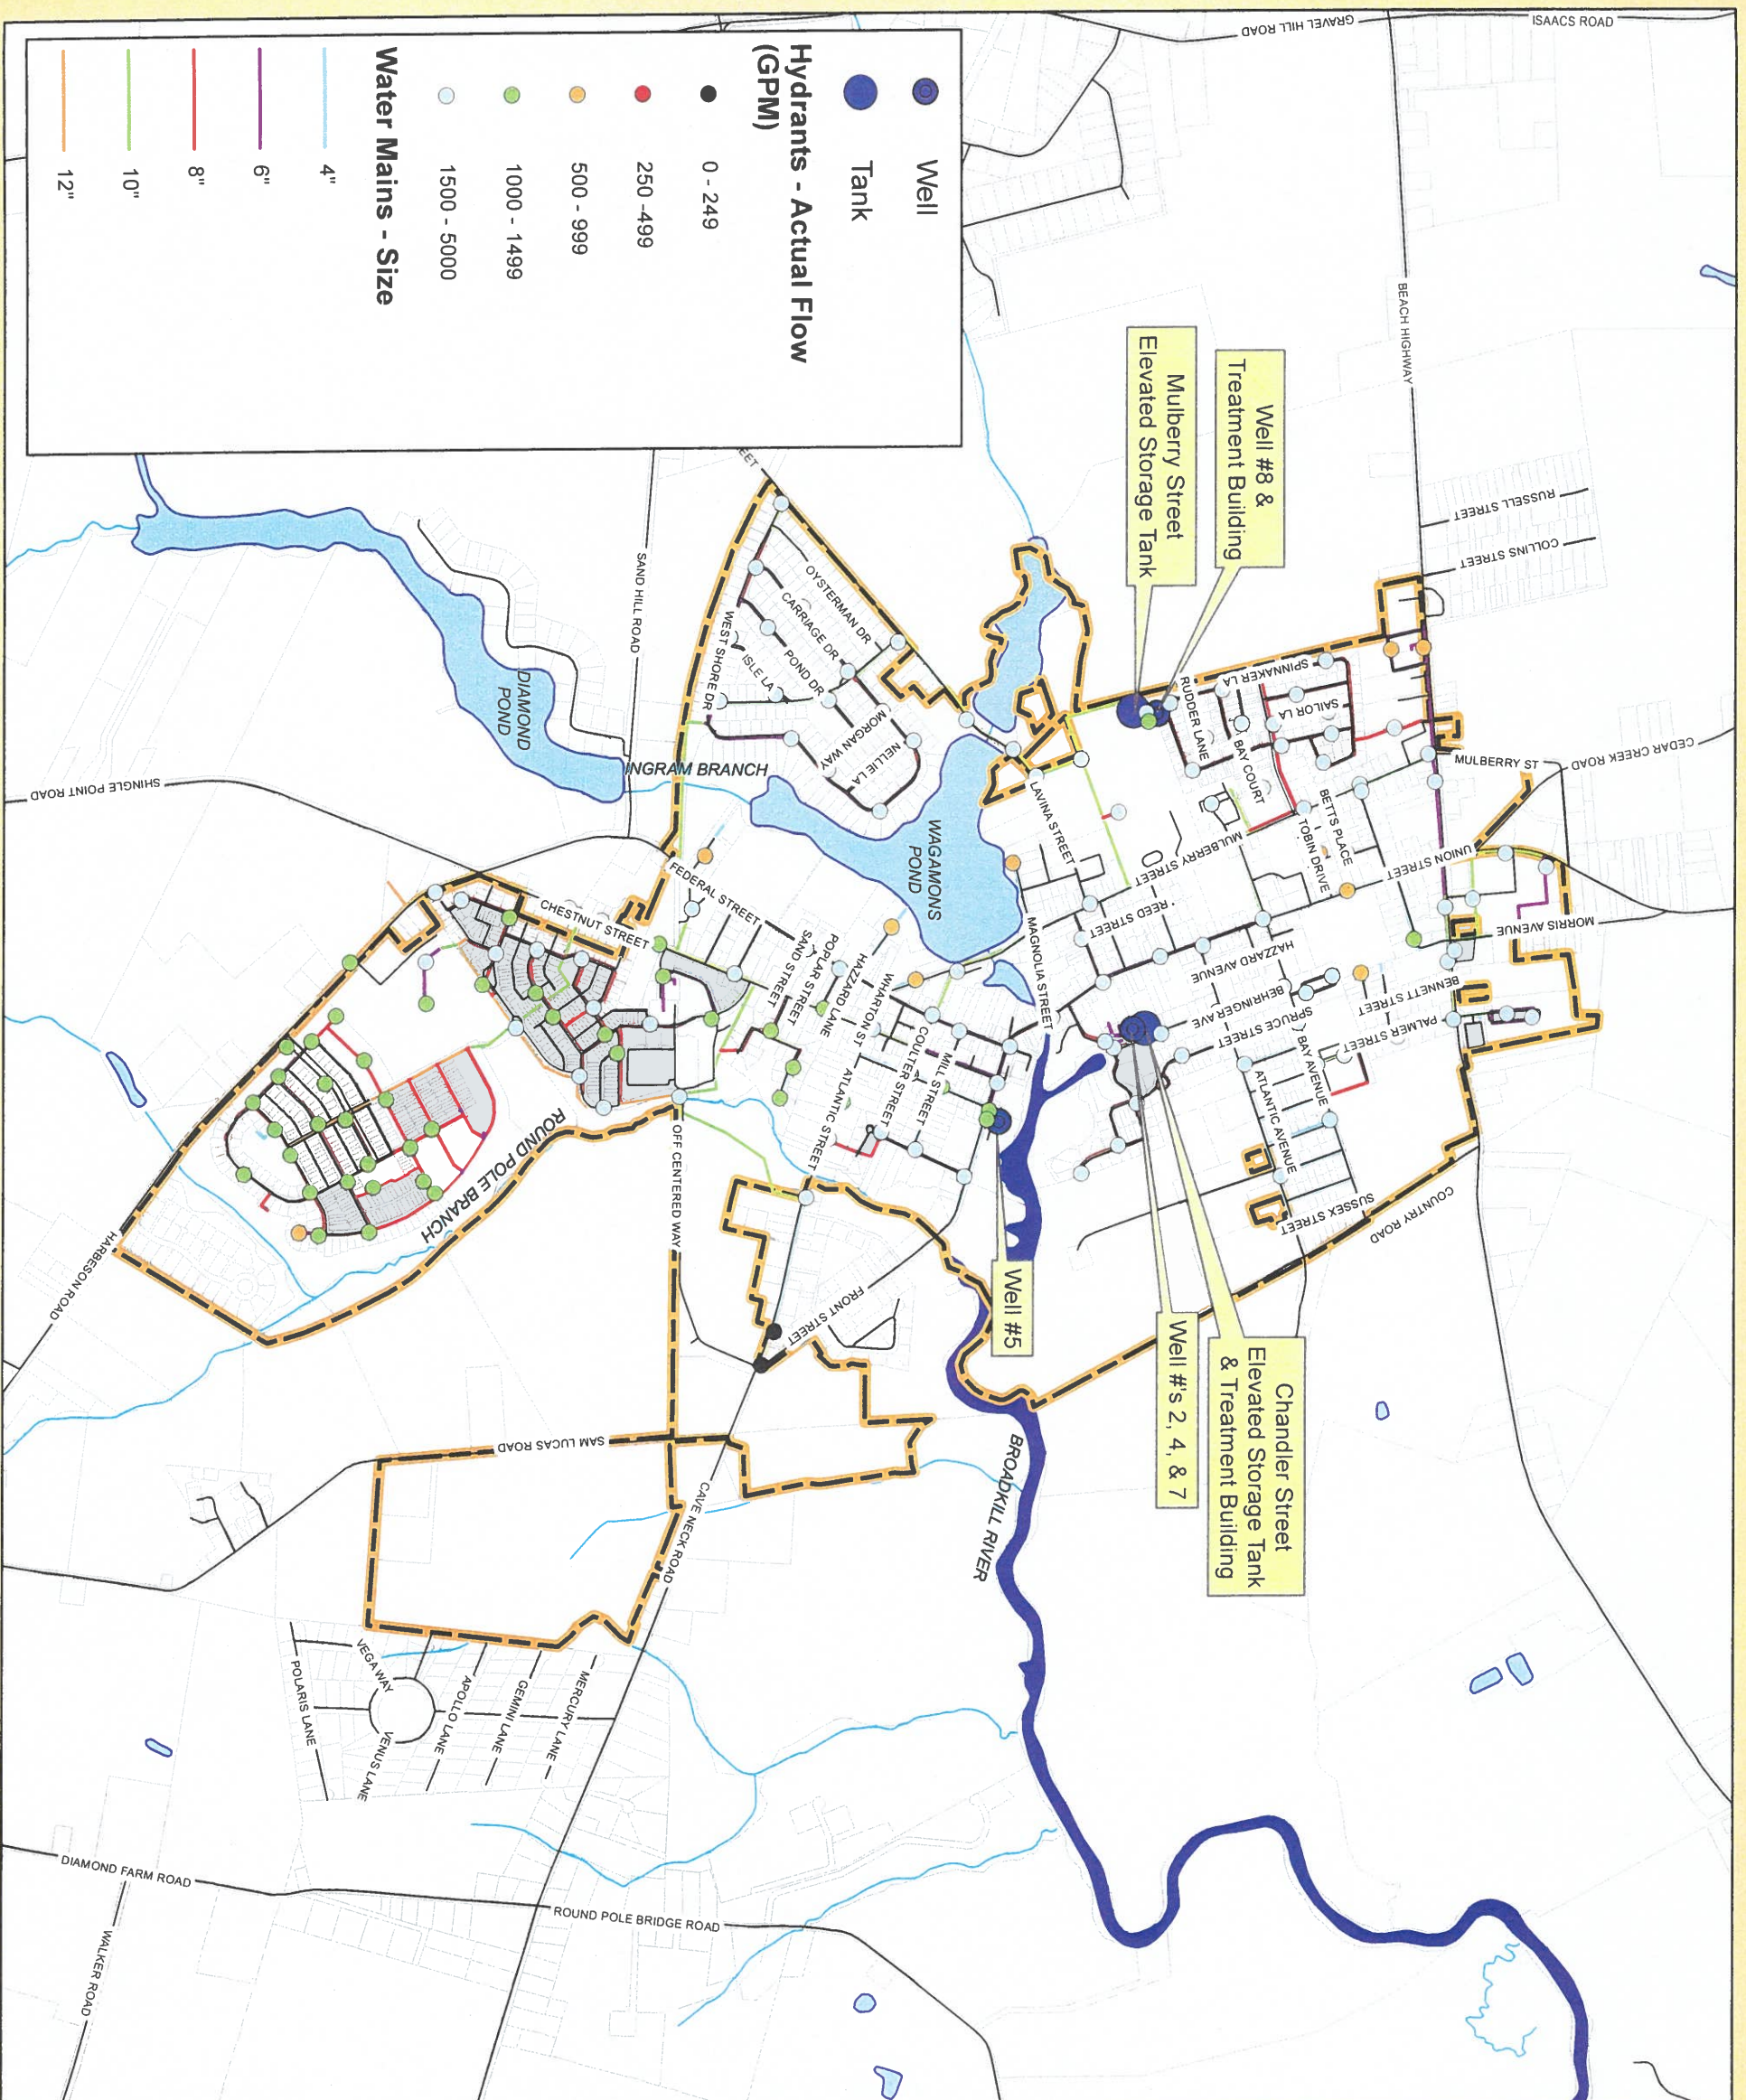 Well
Tank
Hydrants - Actual Flow
(GPM)
0 - 249
250 -499
500 - 999
1000 - 1499
1500 - 5000
Water Mains - Size
4"
6"
8"
10"
12"
Well #8 &
Treatment Building
Mulberry Street
Elevated Storage Tank
Chandler Street
Elevated Storage Tank
& Treatment Building
Well #'s 2, 4, & 7
Well #5
ISAACS ROAD
GRAVEL HILL ROAD
BEACH HIGHWAY
RUSSELL STREET
COLLINS STREET
CEDAR CREEK ROAD
MULBERRY ST
UNION STREET
MORRIS AVENUE
SPINNAKER LA
SAILOR LA
RUDDER LANE
BAY COURT
BETTS PLACE
TOBIN DRIVE
MULBERRY STREET
LAVINIA STREET
REED STREET
HAZZARD AVENUE
BEHRINGER AVE
SPRUCE STREET
BENNETT STREET
PALMER STREET
BAY AVENUE
ATLANTIC AVENUE
SUSSEX STREET
COUNTRY ROAD
MAGNOLIA STREET
WAGAMONS
POND
OYSTERMAN DR
CARRIAGE DR
POND DR
ISLE LA
WEST SHORE DR
MORGAN WAY
NELLIE LA
EET
SAND HILL ROAD
DIAMOND
POND
INGRAM BRANCH
SHINGLE POINT ROAD
FEDERAL STREET
CHESTNUT STREET
SAND STREET
POPLAR STREET
HAZZARD LANE
WHARTON ST
COULTER STREET
MILL STREET
ATLANTIC STREET
FRONT STREET
OFF CENTERED WAY
ROUND POLE BRANCH
HARBESON ROAD
BROADKILL RIVER
SAM LUCAS ROAD
CAVE NECK ROAD
VEGA WAY
POLARIS LANE
VENUS LANE
APOLLO LANE
GEMINI LANE
MERCURY LANE
DIAMOND FARM ROAD
ROUND POLE BRIDGE ROAD
WALKER ROAD